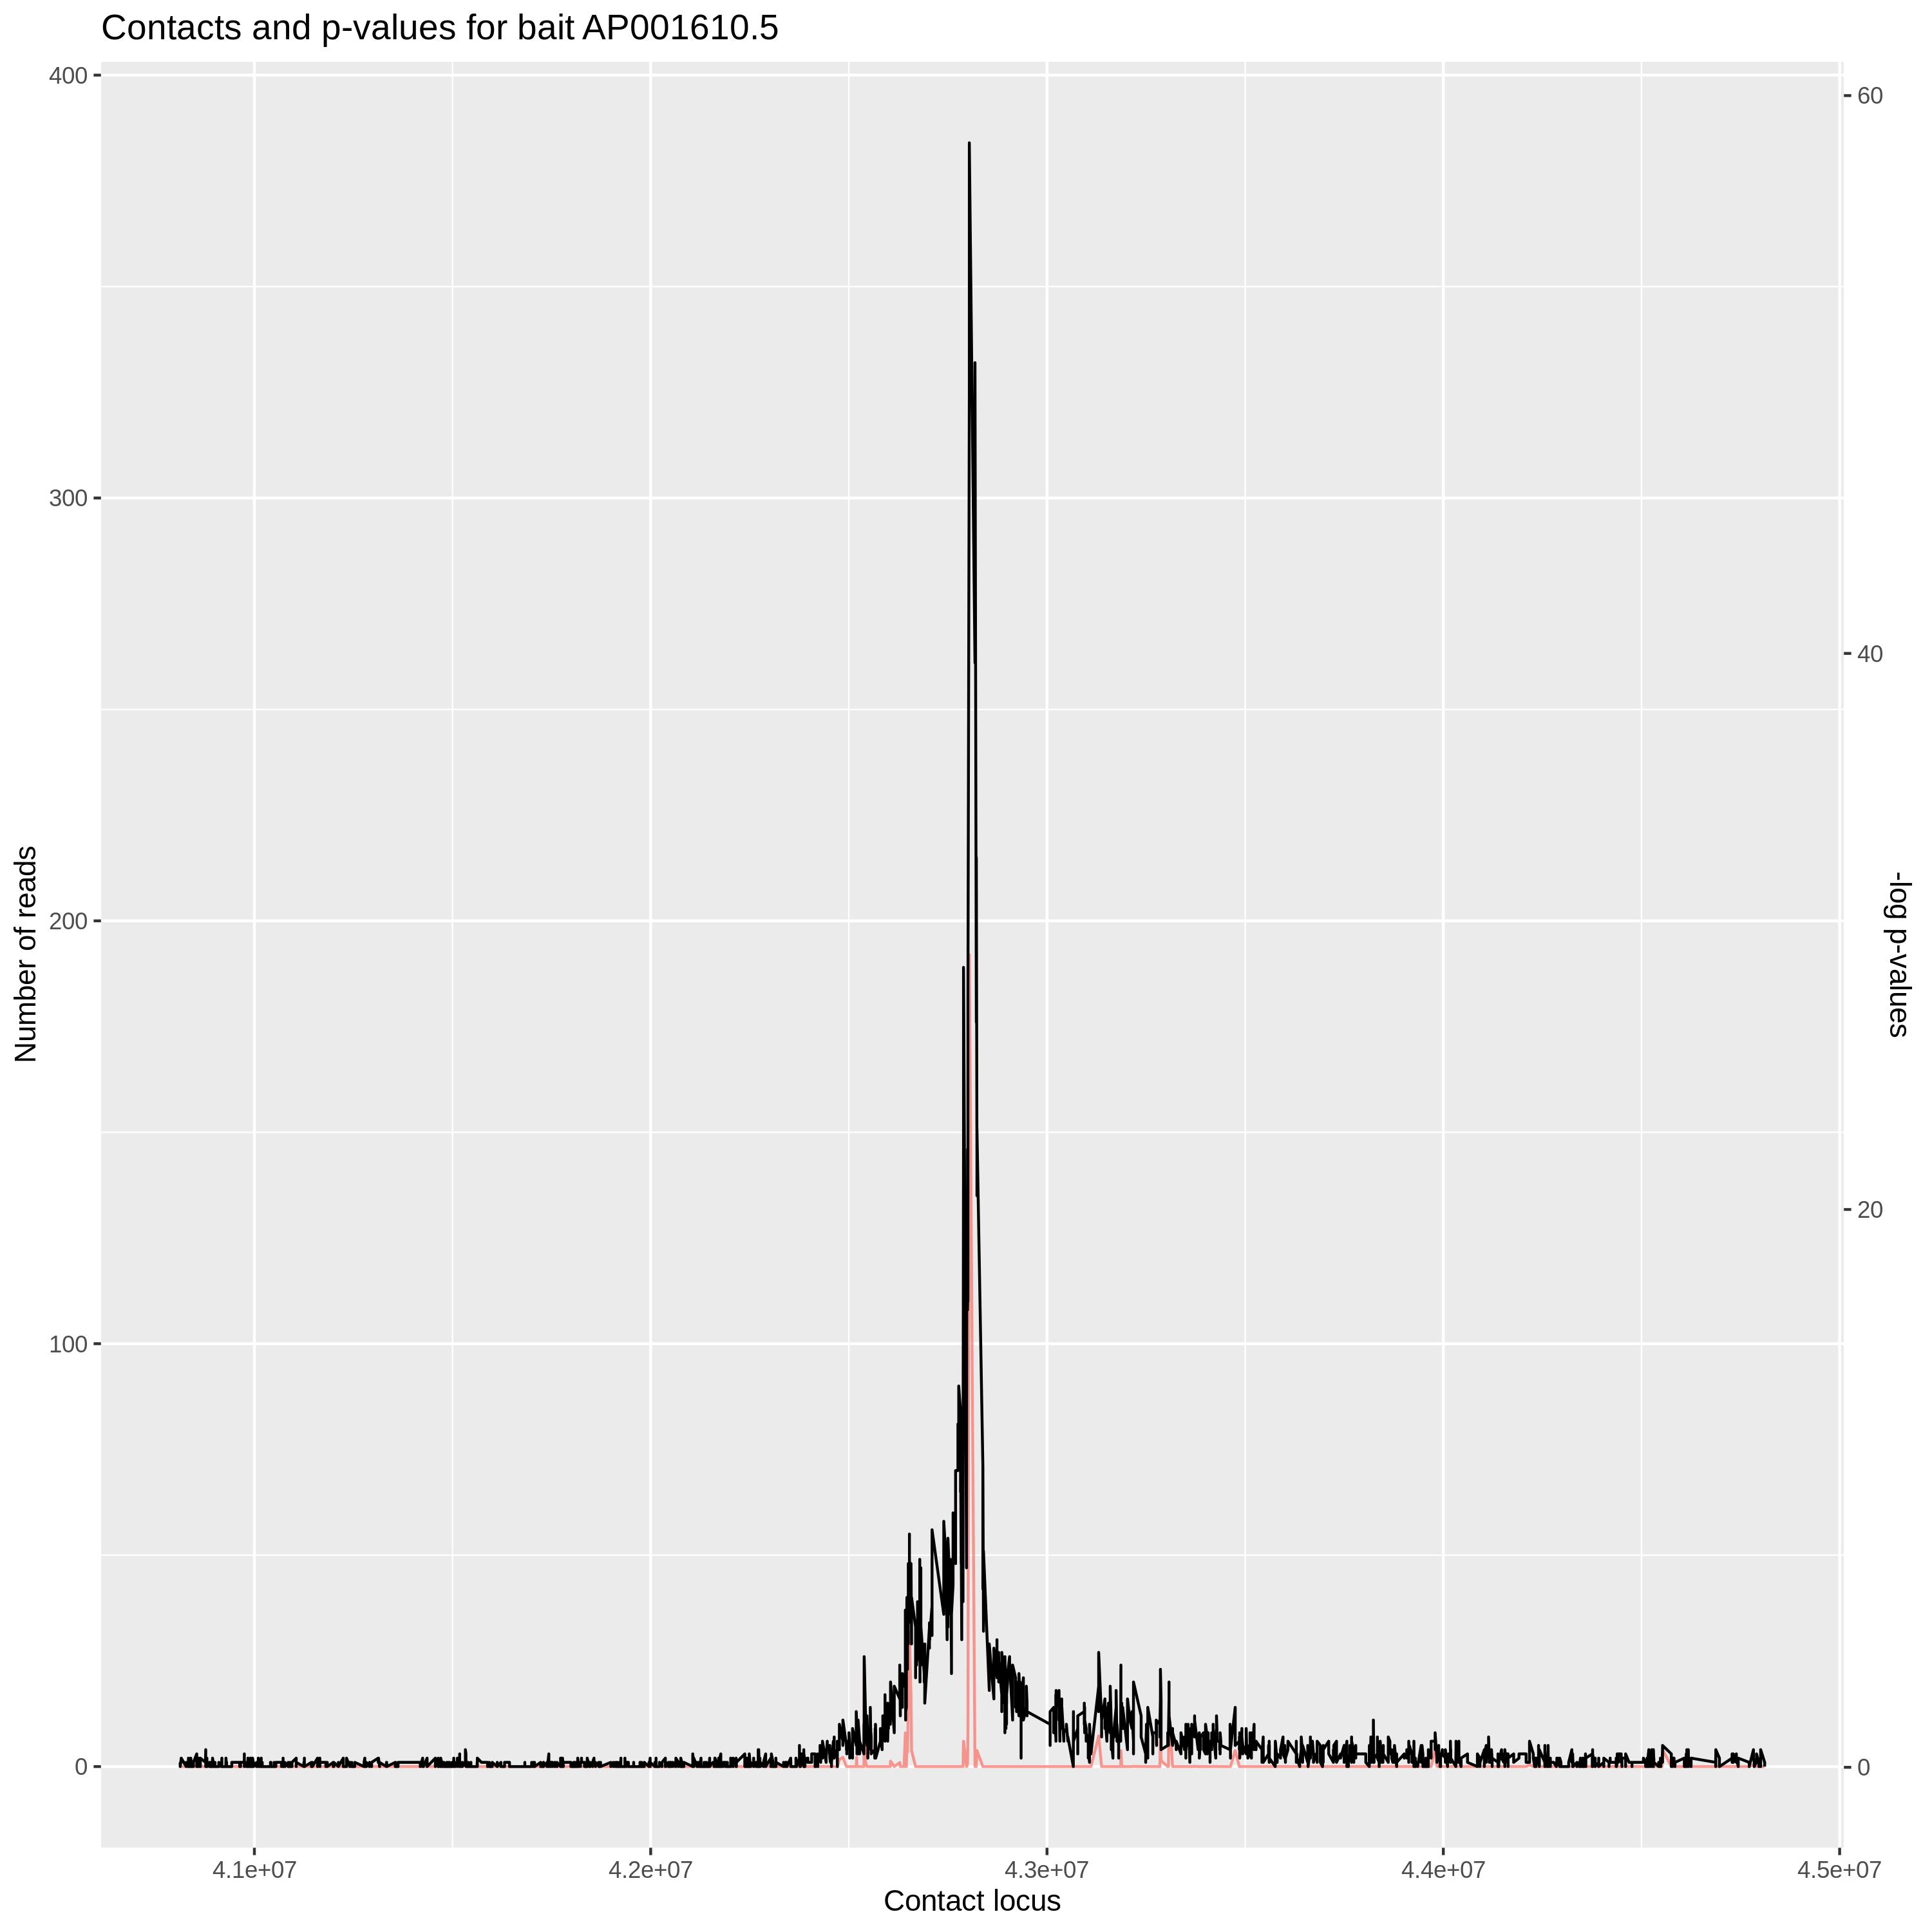 Contacts and p-values for bait AP001610.5
400
300
200
100
0
Number of reads
60
40
20
0
-log p-values
4.1e+07
4.2e+07
4.3e+07
4.4e+07
4.5e+07
Contact locus